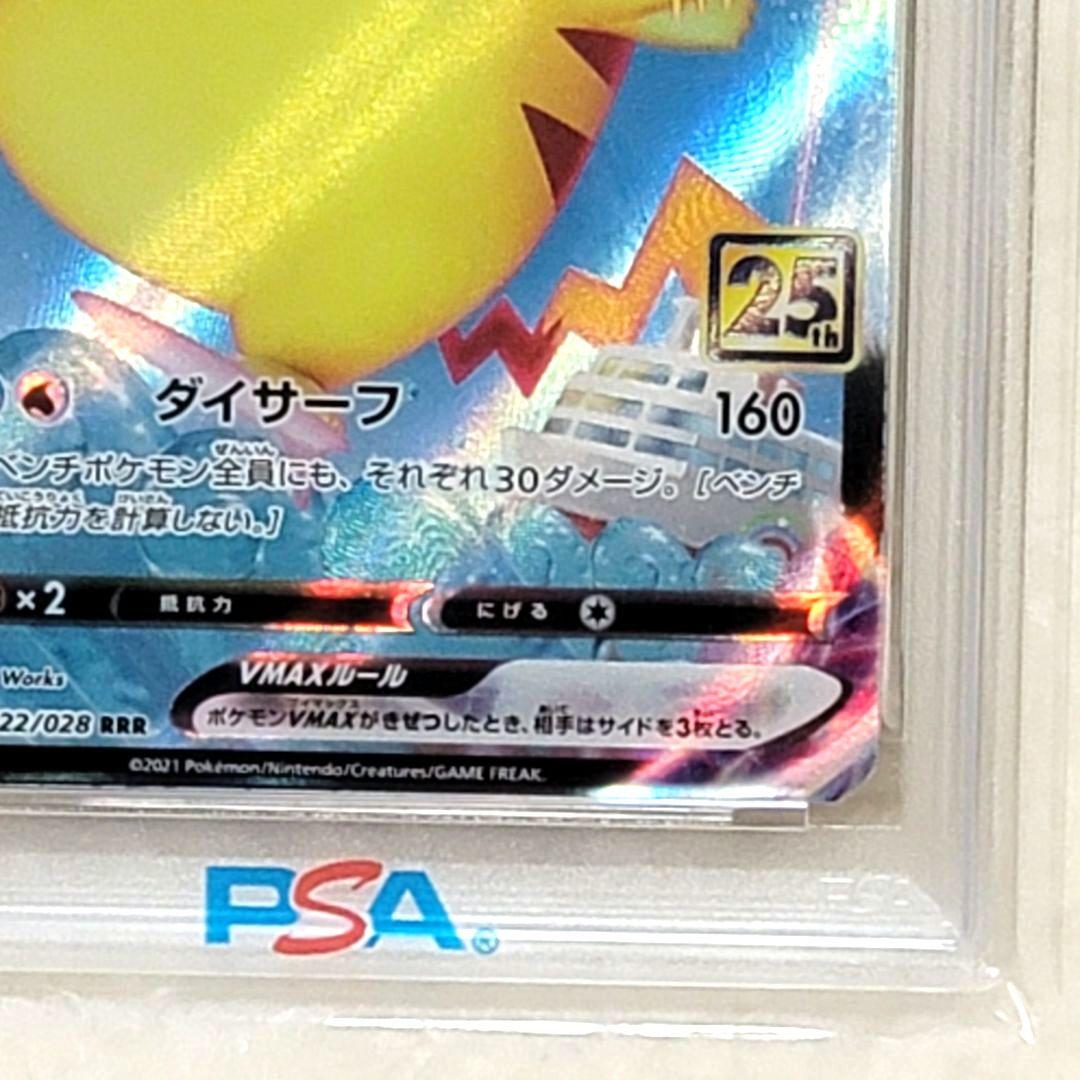 25th
ダイサーフ 160
ベンチポケモン全員にも、それぞれ30ダメージ。[ベンチ
抵抗力を計算しない。]
×2 抵抗力 にげる
Works
VMAXルール
22/028 RRR
ポケモンVMAXがきぜつしたとき、相手はサイドを3枚とる。
©2021 Pokémon/Nintendo/Creatures/GAME FREAK.
PSA®